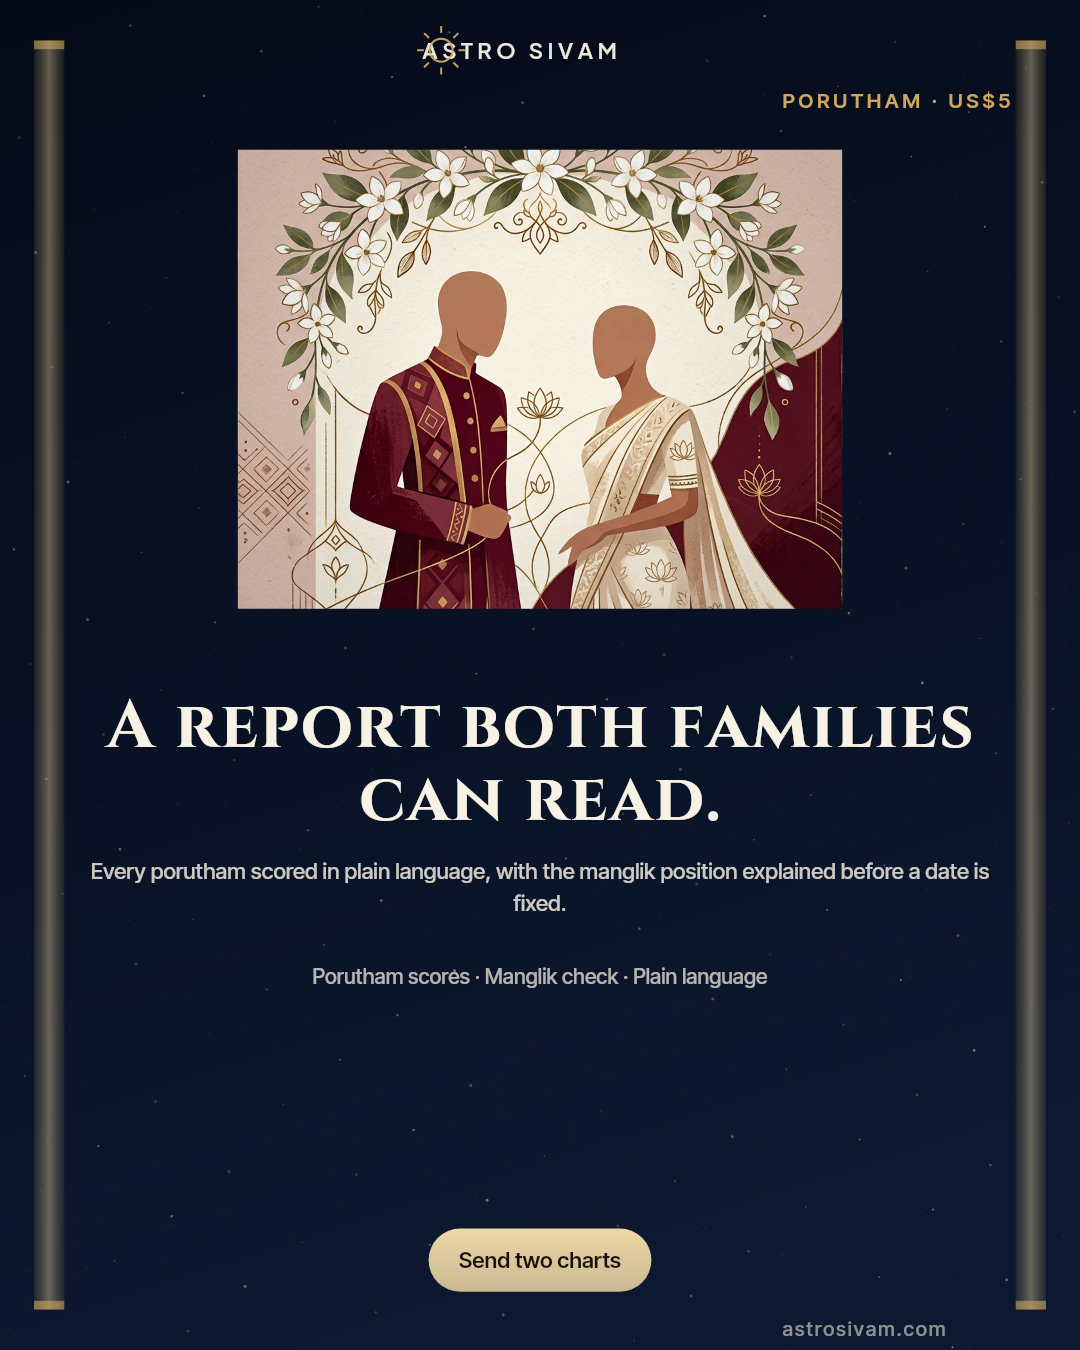 ASTRO SIVAM
PORUTHAM · US$5
A REPORT BOTH FAMILIES
CAN READ.
Every porutham scored in plain language, with the manglik position explained before a date is
fixed.
Porutham scores · Manglik check · Plain language
Send two charts
astrosivam.com